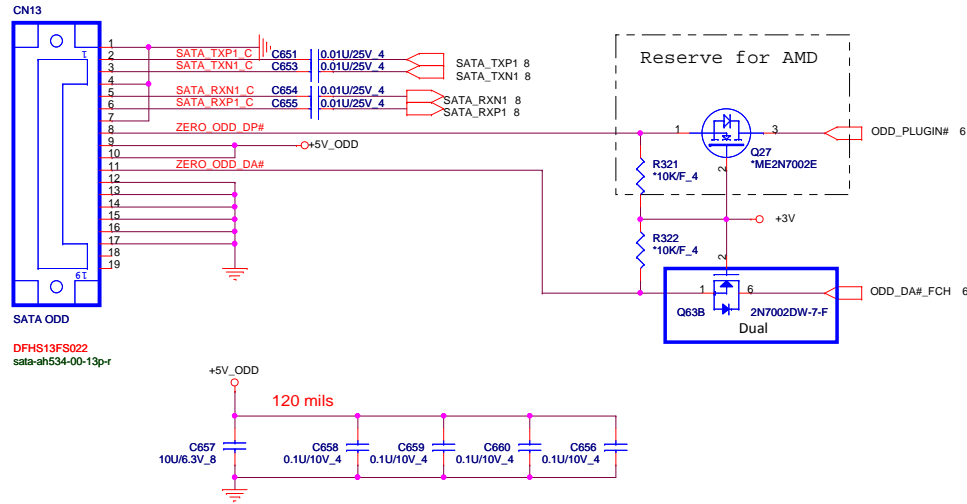 CN13
1
1
2
3
4
5
6
7
8
9
10
11
12
13
14
15
16
17
18
19
19
SATA_TXP1_C
SATA_TXN1_C
SATA_RXN1_C
SATA_RXP1_C
C651 0.01U/25V_4
C653 0.01U/25V_4
C654 0.01U/25V_4
C655 0.01U/25V_4
SATA_TXP1 8
SATA_TXN1 8
SATA_RXN1 8
SATA_RXP1 8
ZERO_ODD_DP#
+5V_ODD
ZERO_ODD_DA#
Reserve for AMD
1
3
2
Q27
*ME2N7002E
ODD_PLUGIN# 6
R321
*10K/F_4
+3V
R322
*10K/F_4
2
1
6
Q63B
2N7002DW-7-F
Dual
ODD_DA#_FCH 6
SATA ODD
DFHS13FS022
sata-ah534-00-13p-r
+5V_ODD
120 mils
C657
10U/6.3V_8
C658
0.1U/10V_4
C659
0.1U/10V_4
C660
0.1U/10V_4
C656
0.1U/10V_4